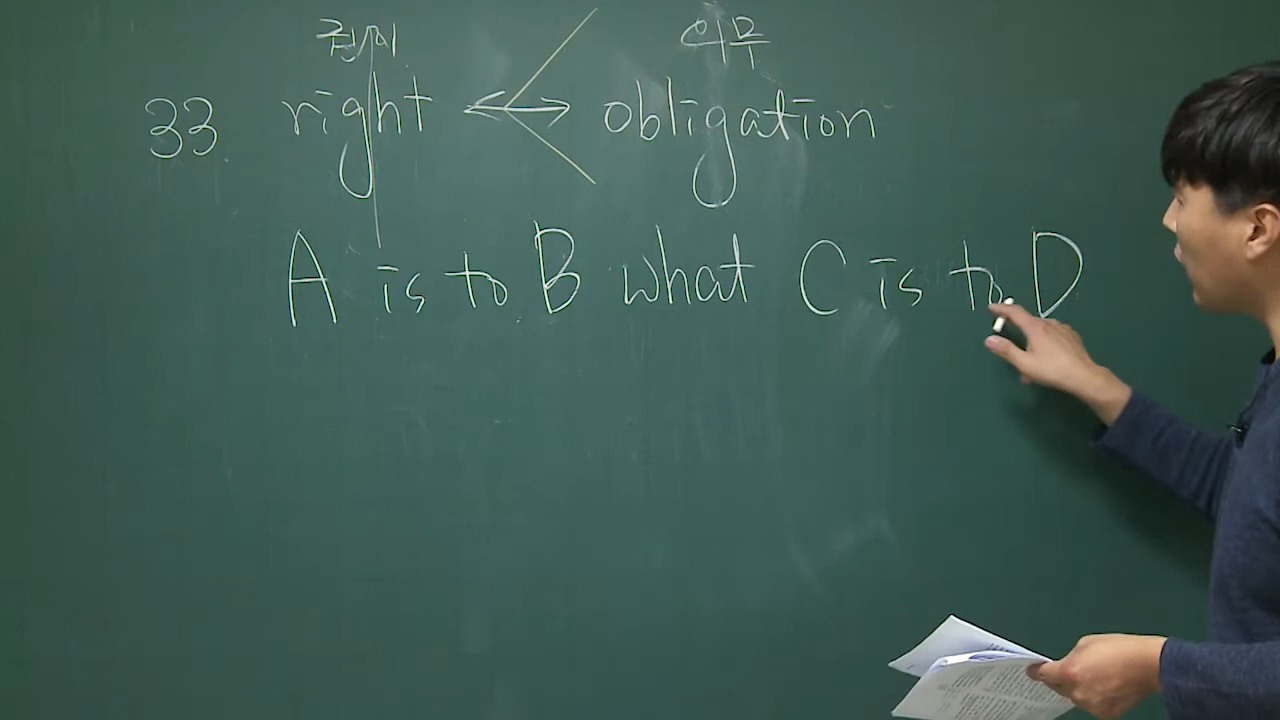 권리 의무
33 right ↔ obligation
A is to B what C is to D